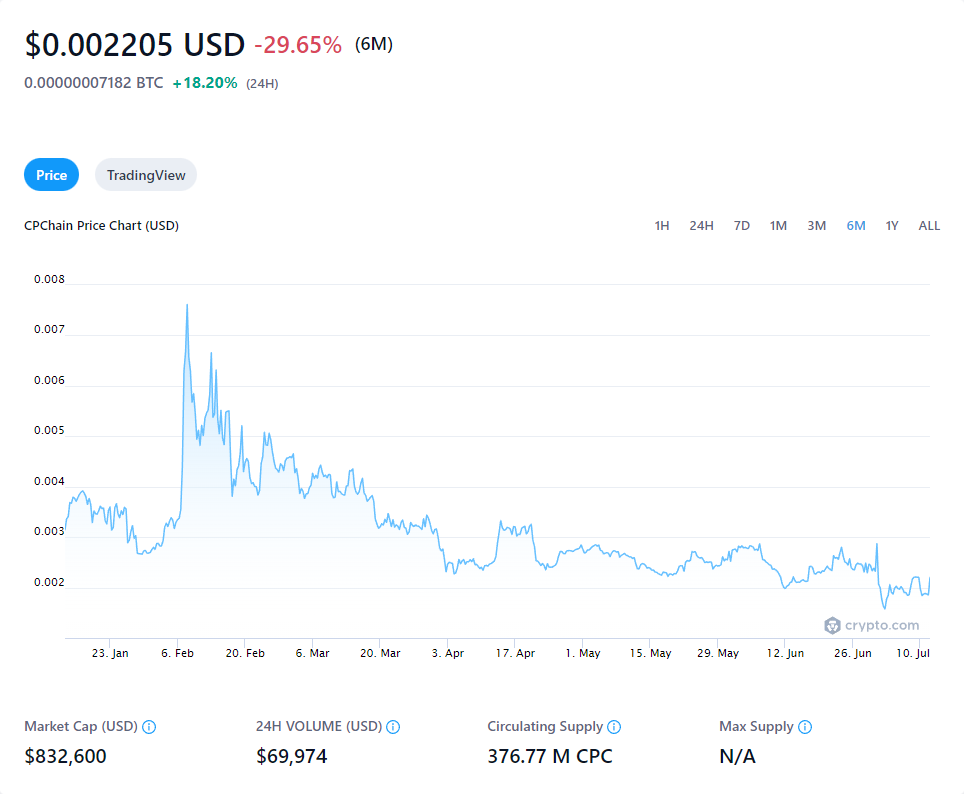 $0.002205 USD -29.65% (6M)
0.00000007182 BTC +18.20% (24H)
Price TradingView
CPChain Price Chart (USD) 1H 24H 7D 1M 3M 6M 1Y ALL
0.008
0.007
0.006
0.005
0.004
0.003
0.002
crypto.com
23. Jan 6. Feb 20. Feb 6. Mar 20. Mar 3. Apr 17. Apr 1. May 15. May 29. May 12. Jun 26. Jun 10. Jul
Market Cap (USD) 24H VOLUME (USD) Circulating Supply Max Supply
$832,600 $69,974 376.77 M CPC N/A